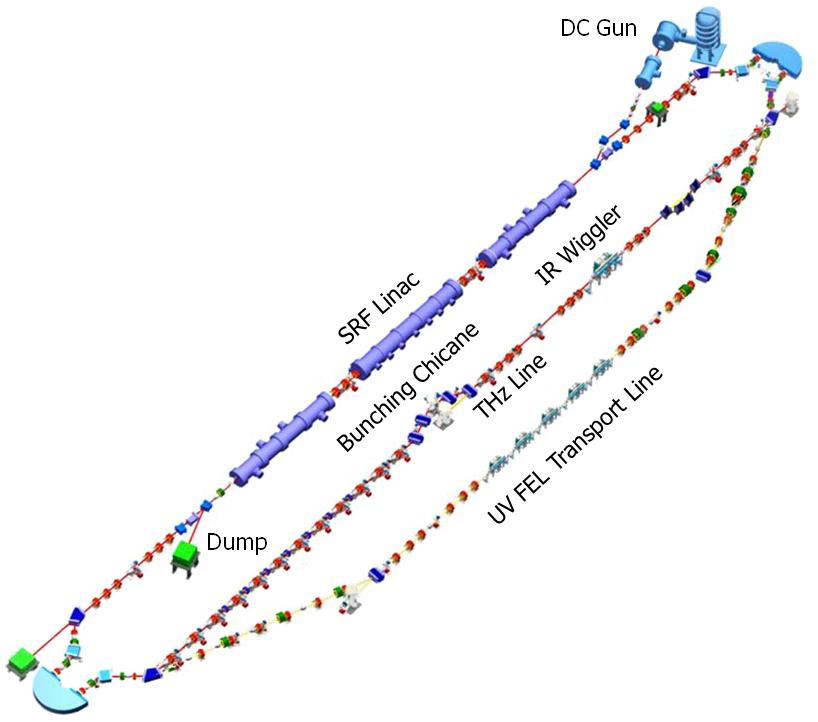 DC Gun
IR Wiggler
SRF Linac
Bunching Chicane
THz Line
UV FEL Transport Line
Dump